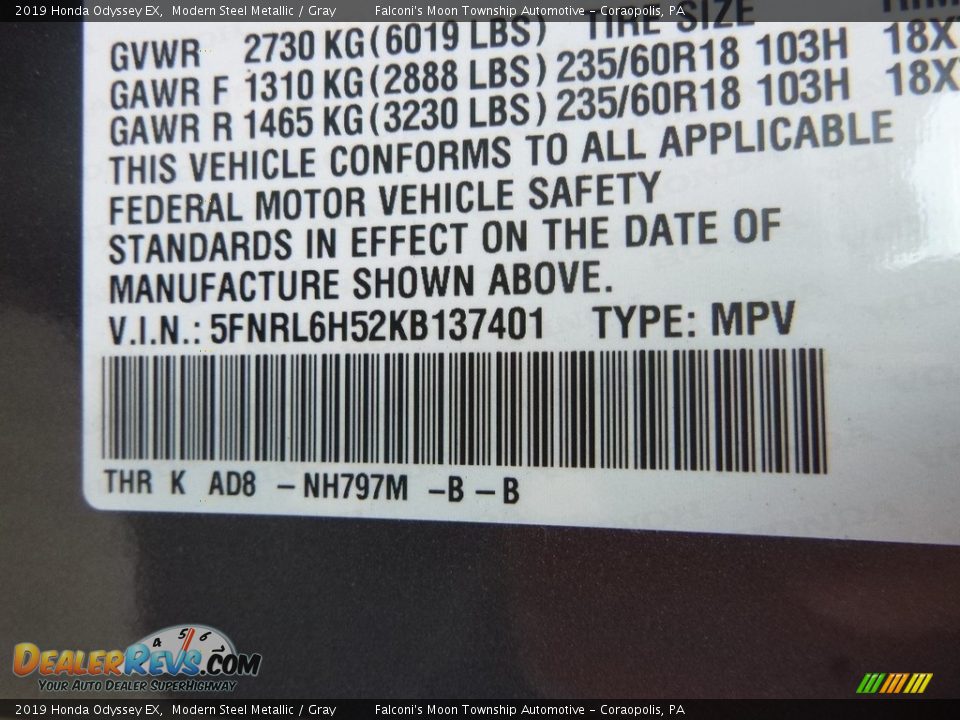 2019 Honda Odyssey EX, Modern Steel Metallic / Gray Falconi's Moon Township Automotive - Coraopolis, PA
TIRE SIZE
GVWR 2730 KG (6019 LBS)
GAWR F 1310 KG (2888 LBS) 235/60R18 103H 18X
GAWR R 1465 KG (3230 LBS) 235/60R18 103H 18X
THIS VEHICLE CONFORMS TO ALL APPLICABLE
FEDERAL MOTOR VEHICLE SAFETY
STANDARDS IN EFFECT ON THE DATE OF
MANUFACTURE SHOWN ABOVE.
V.I.N.: 5FNRL6H52KB137401 TYPE: MPV
THR K AD8 - NH797M - B - B
4 5 6
DEALERREVS.COM
YOUR AUTO DEALER SUPERHIGHWAY
2019 Honda Odyssey EX, Modern Steel Metallic / Gray Falconi's Moon Township Automotive - Coraopolis, PA